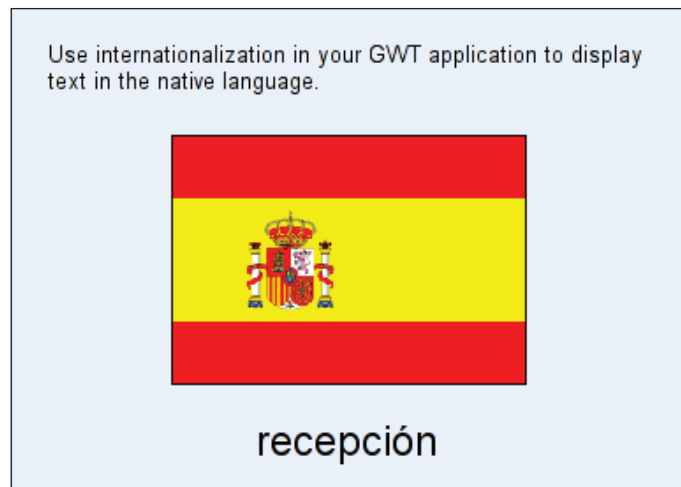 Use internationalization in your GWT application to display
text in the native language.
recepción